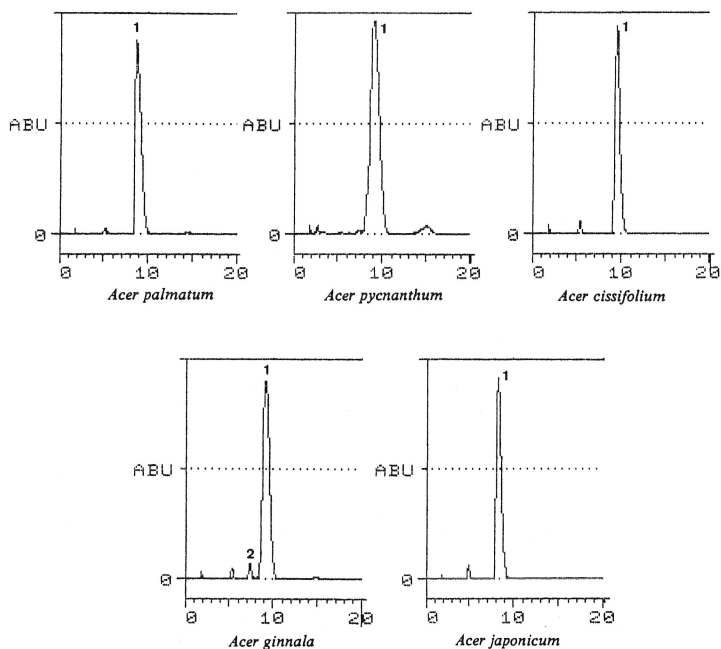 1 1 1
ABU ABU ABU
0 0 0
0 10 20 0 10 20 0 10 20
Acer palmatum Acer pycnanthum Acer cissifolium
1 1
ABU ABU
2
0 0
0 10 20 0 10 20
Acer ginnala Acer japonicum